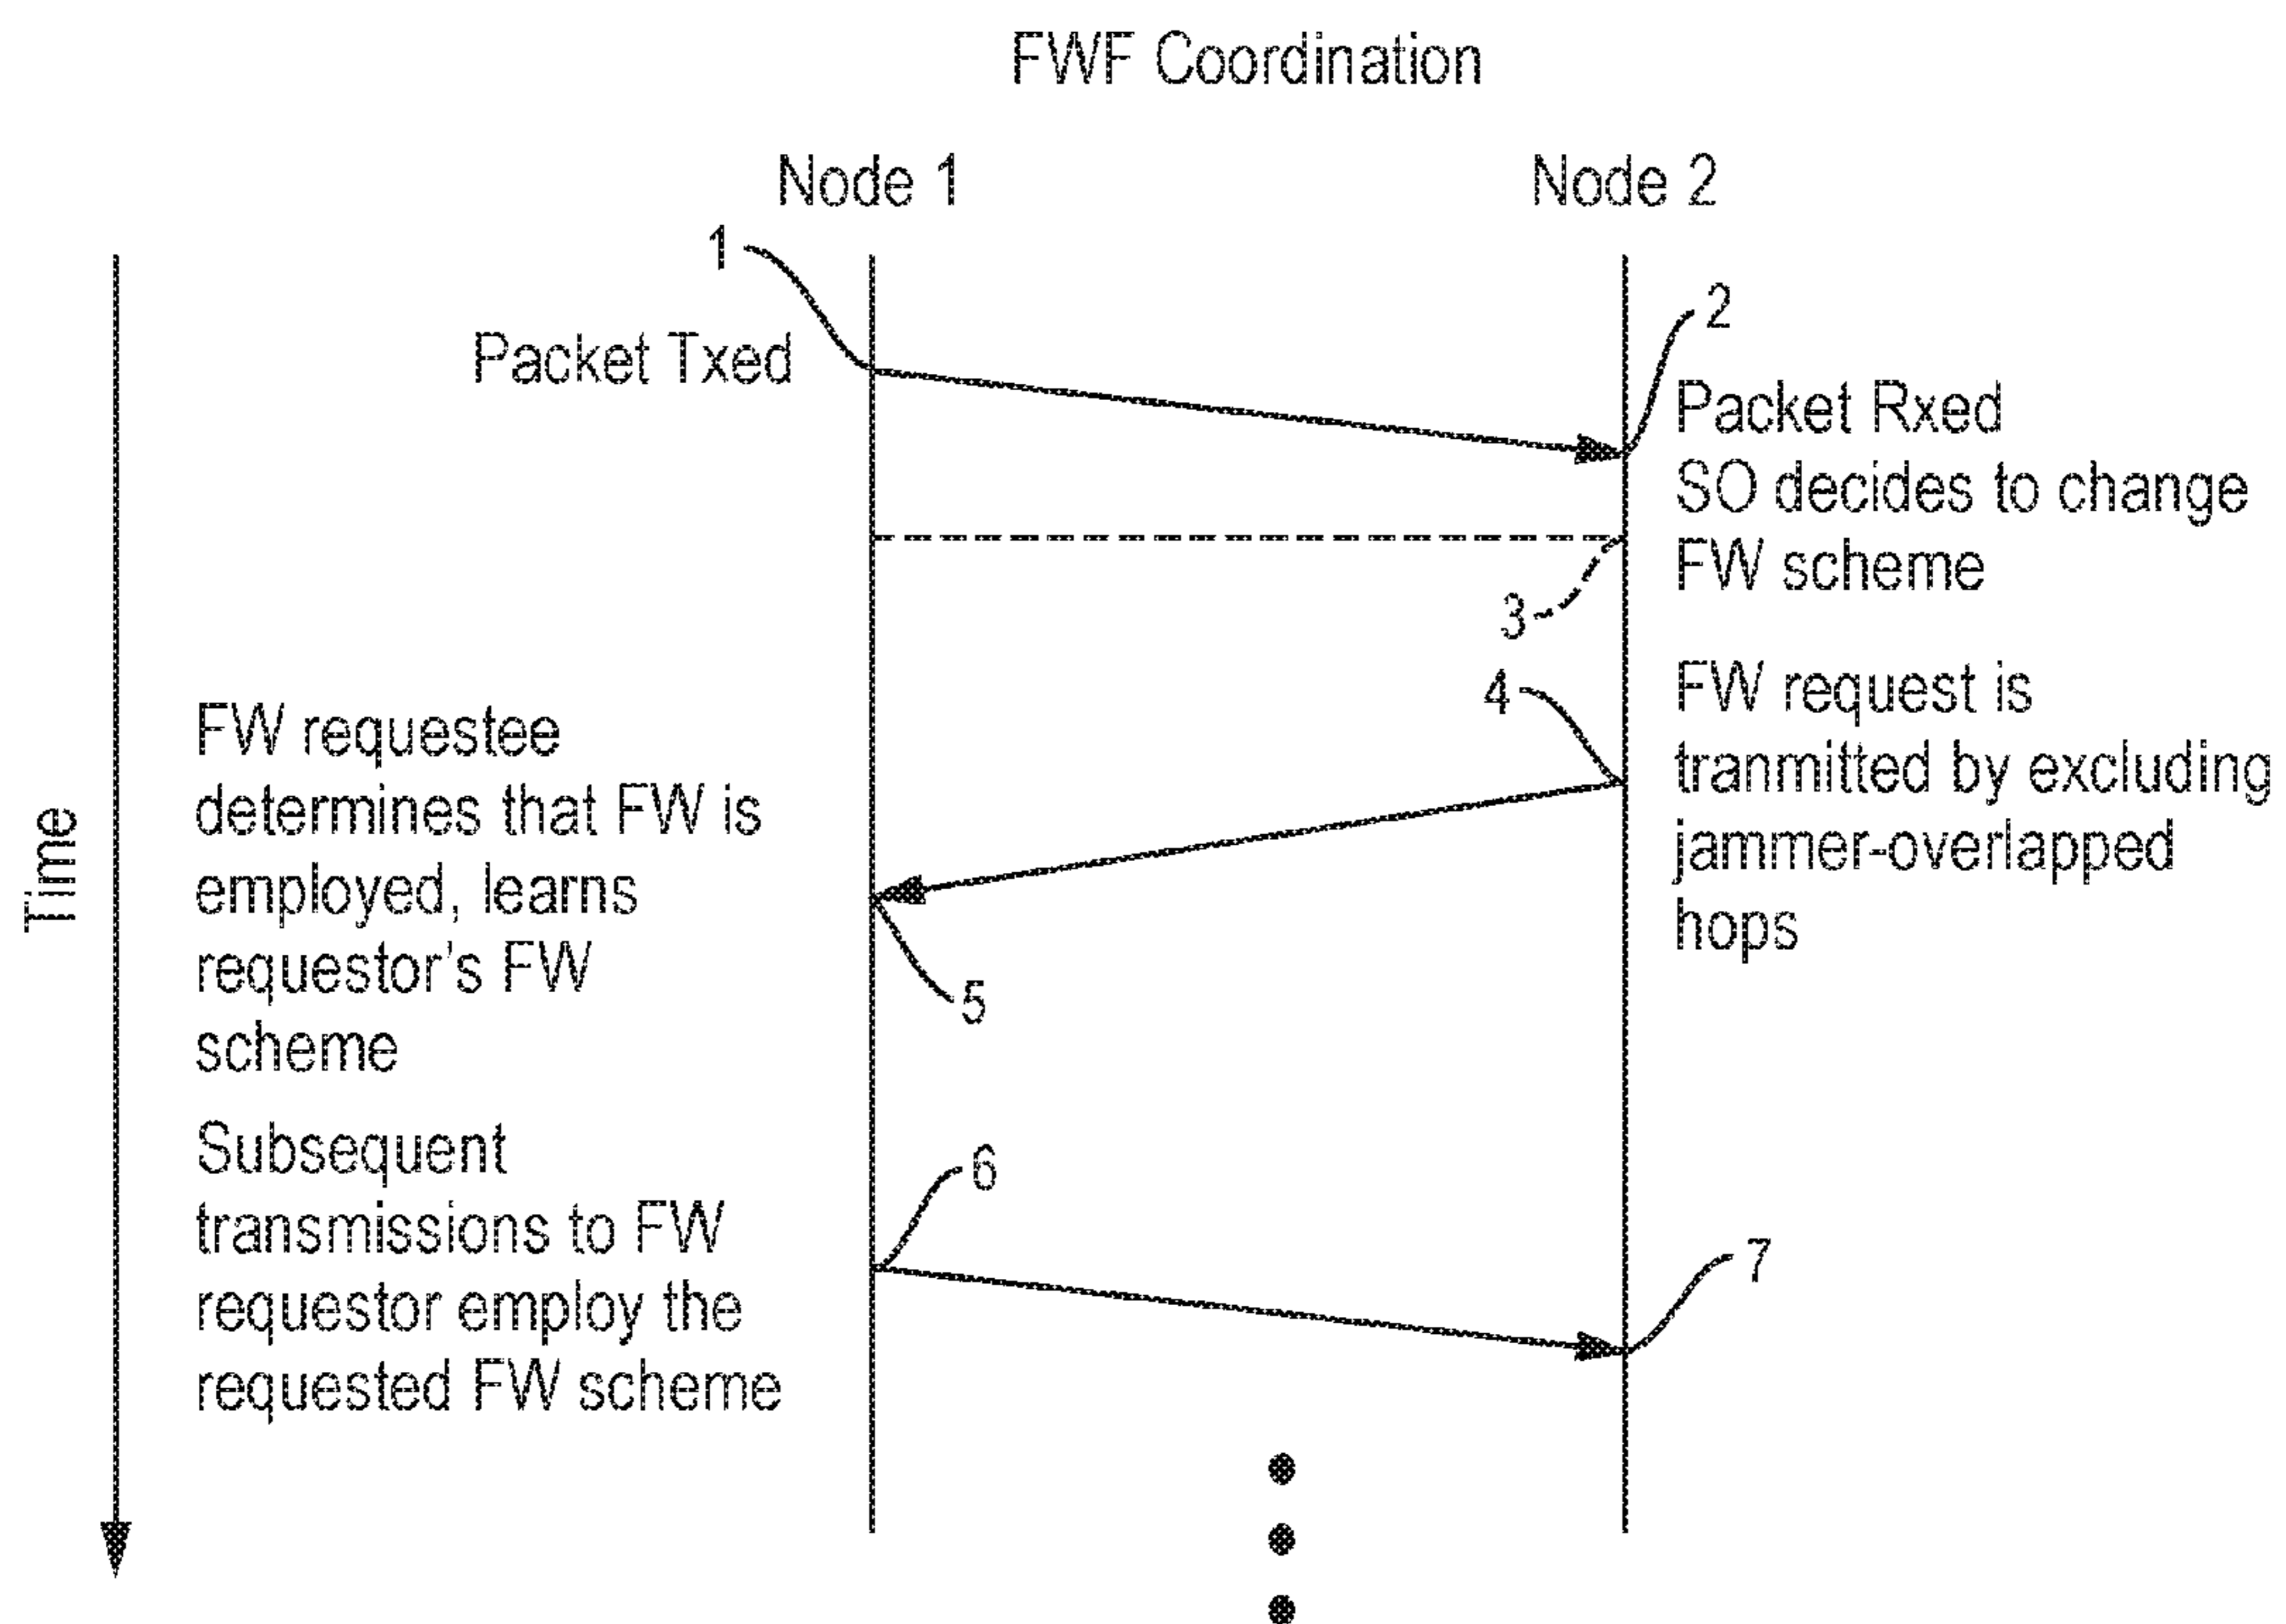 FWF Coordination
Node 1
Node 2
1
2
Packet Txed
Packet Rxed
SO decides to change
FW scheme
3
4
FW request is
tranmitted by excluding
jammer-overlapped
hops
FW requestee
determines that FW is
employed, learns
requestor's FW
scheme
5
Time
Subsequent
transmissions to FW
requestor employ the
requested FW scheme
6
7